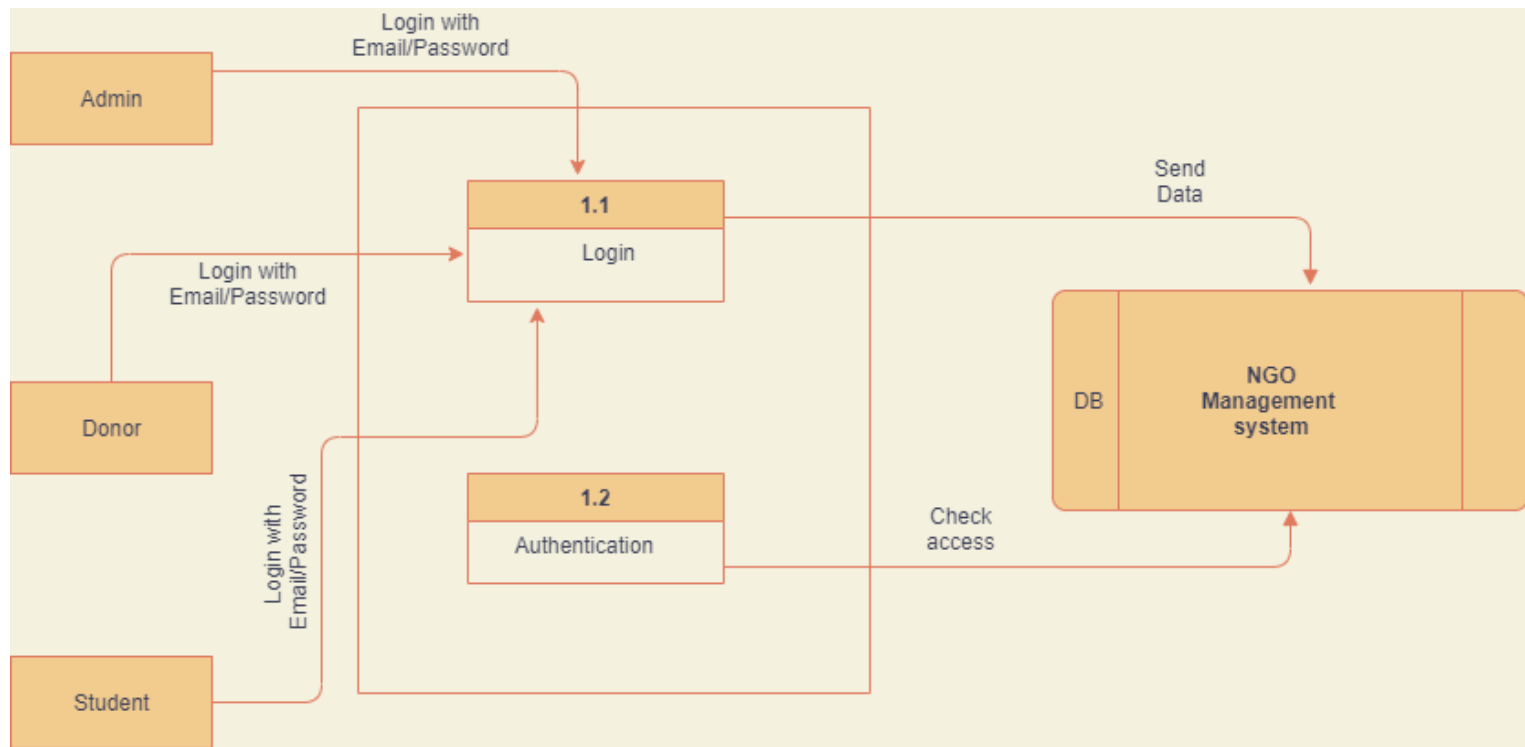 Login with
Email/Password
Admin
Send
Data
1.1
Login
Login with
Email/Password
NGO
Management
system
DB
Donor
Login with
Email/Password
1.2
Authentication
Check
access
Student